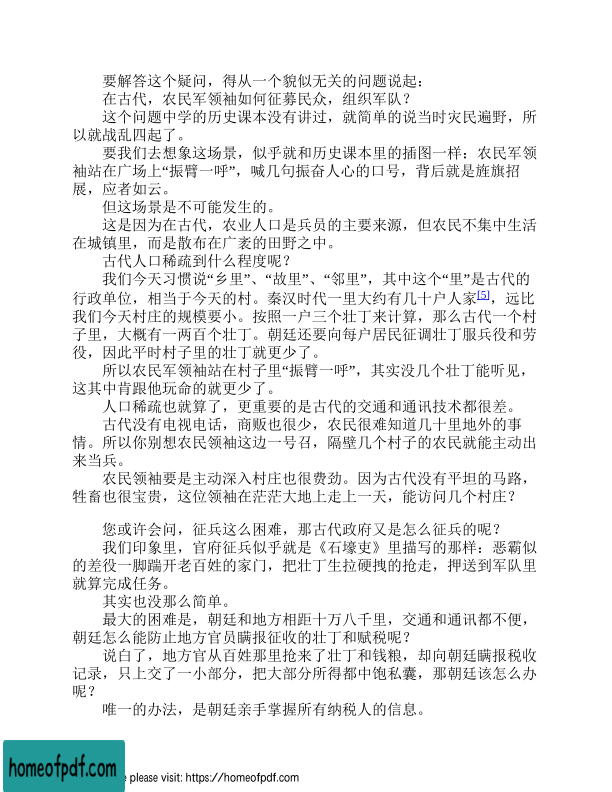 要解答这个疑问，得从一个貌似无关的问题说起：
在古代，农民军领袖如何征募民众，组织军队？
这个问题中学的历史课本没有讲过，就简单的说当时灾民遍野，所
以就战乱四起了。
要我们去想象这场景，似乎就和历史课本里的插图一样：农民军领
袖站在广场上“振臂一呼”，喊几句振奋人心的口号，背后就是旌旗招
展，应者如云。
但这场景是不可能发生的。
这是因为在古代，农业人口是兵员的主要来源，但农民不集中生活
在城镇里，而是散布在广袤的田野之中。
古代人口稀疏到什么程度呢？
我们今天习惯说“乡里”、“故里”、“邻里”，其中这个“里”是古代的
行政单位，相当于今天的村。秦汉时代一里大约有几十户人家[5]，远比
我们今天村庄的规模要小。按照一户三个壮丁来计算，那么古代一个村
子里，大概有一两百个壮丁。朝廷还要向每户居民征调壮丁服兵役和劳
役，因此平时村子里的壮丁就更少了。
所以农民军领袖站在村子里“振臂一呼”，其实没几个壮丁能听见，
这其中肯跟他玩命的就更少了。
人口稀疏也就算了，更重要的是古代的交通和通讯技术都很差。
古代没有电视电话，商贩也很少，农民很难知道几十里地外的事
情。所以你别想农民领袖这边一号召，隔壁几个村子的农民就能主动出
来当兵。
农民领袖要是主动深入村庄也很费劲。因为古代没有平坦的马路，
牲畜也很宝贵，这位领袖在茫茫大地上走上一天，能访问几个村庄？
您或许会问，征兵这么困难，那古代政府又是怎么征兵的呢？
我们印象里，官府征兵似乎就是《石壕吏》里描写的那样：恶霸似
的差役一脚踹开老百姓的家门，把壮丁生拉硬拽的抢走，押送到军队里
就算完成任务。
其实也没那么简单。
最大的困难是，朝廷和地方相距十万八千里，交通和通讯都不便，
朝廷怎么能防止地方官员瞒报征收的壮丁和赋税呢？
说白了，地方官从百姓那里抢来了壮丁和钱粮，却向朝廷瞒报税收
记录，只上交了一小部分，把大部分所得都中饱私囊，那朝廷该怎么办
呢？
唯一的办法，是朝廷亲手掌握所有纳税人的信息。
homeofpdf.com
e please visit: https://homeofpdf.com